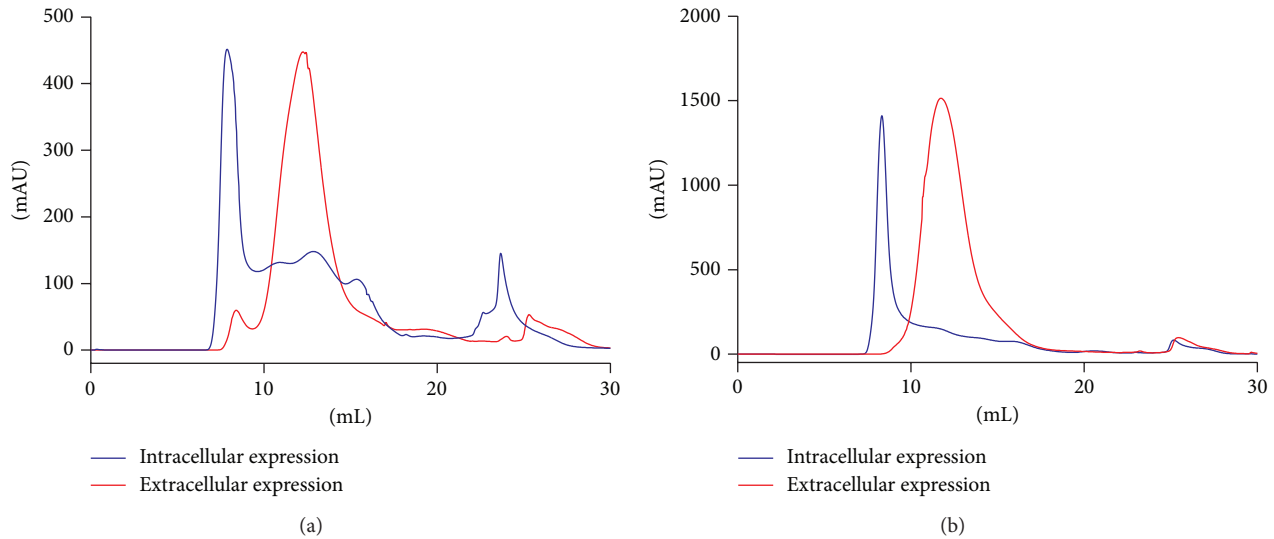 500
400
300
200
100
0
(mAU)
0
10
20
30
(mL)
Intracellular expression
Extracellular expression
(a)
2000
1500
1000
500
0
(mAU)
0
10
20
30
(mL)
Intracellular expression
Extracellular expression
(b)